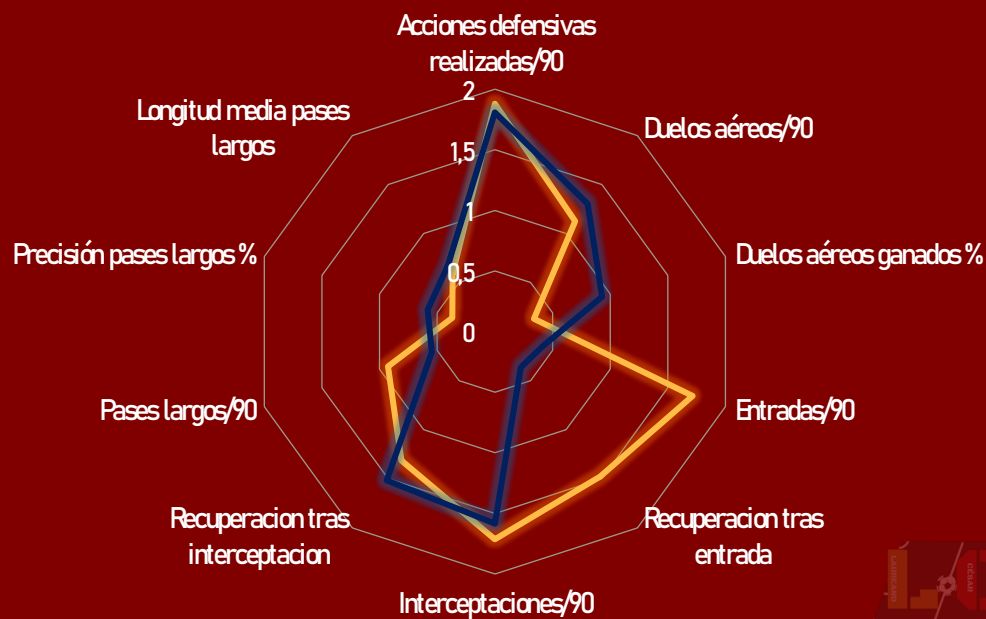 Acciones defensivas
realizadas/90
2
Longitud media pases
largos
Duelos aéreos/90
1,5
1
Precisión pases largos %
Duelos aéreos ganados %
0,5
0
Pases largos/90
Entradas/90
Recuperacion tras
interceptacion
Recuperacion tras
entrada
Interceptaciones/90
CÉSAR